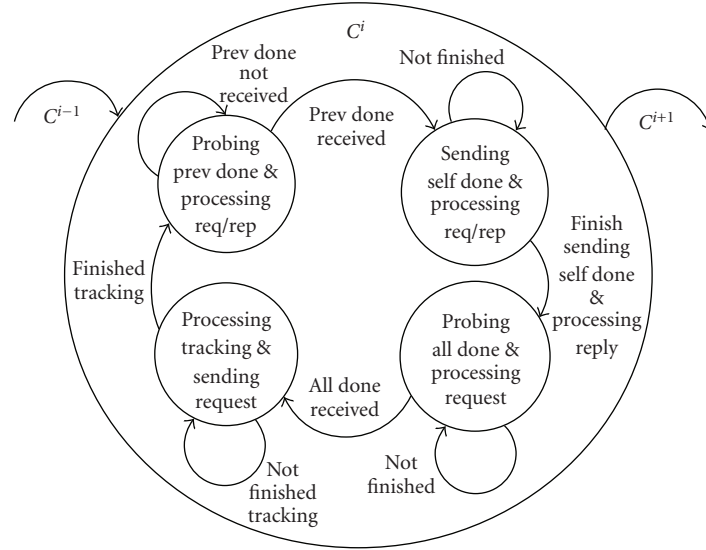 C^i
C^{i−1}
C^{i+1}
Prev done
not
received
Prev done
received
Not finished
Probing
prev done &
processing
req/rep
Sending
self done &
processing
req/rep
Finished
tracking
Finish
sending
self done
&
processing
reply
Processing
tracking &
sending
request
All done
received
Probing
all done &
processing
request
Not
finished
tracking
Not
finished